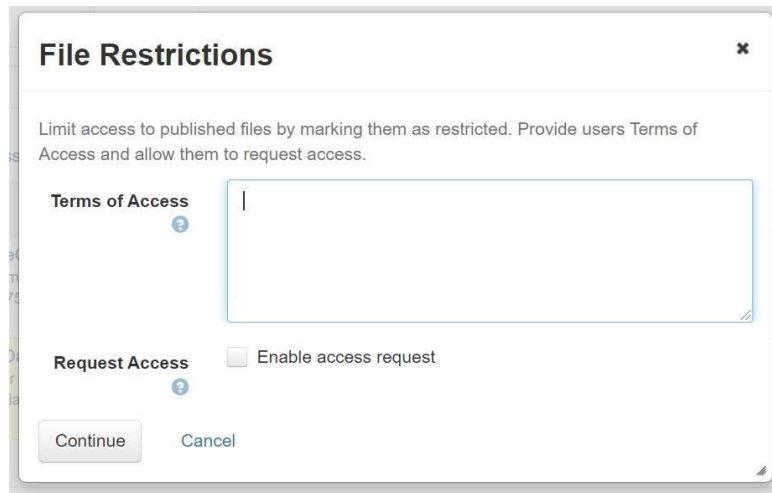 File Restrictions
Limit access to published files by marking them as restricted. Provide users Terms of
Access and allow them to request access.
Terms of Access
Request Access
Enable access request
Continue
Cancel